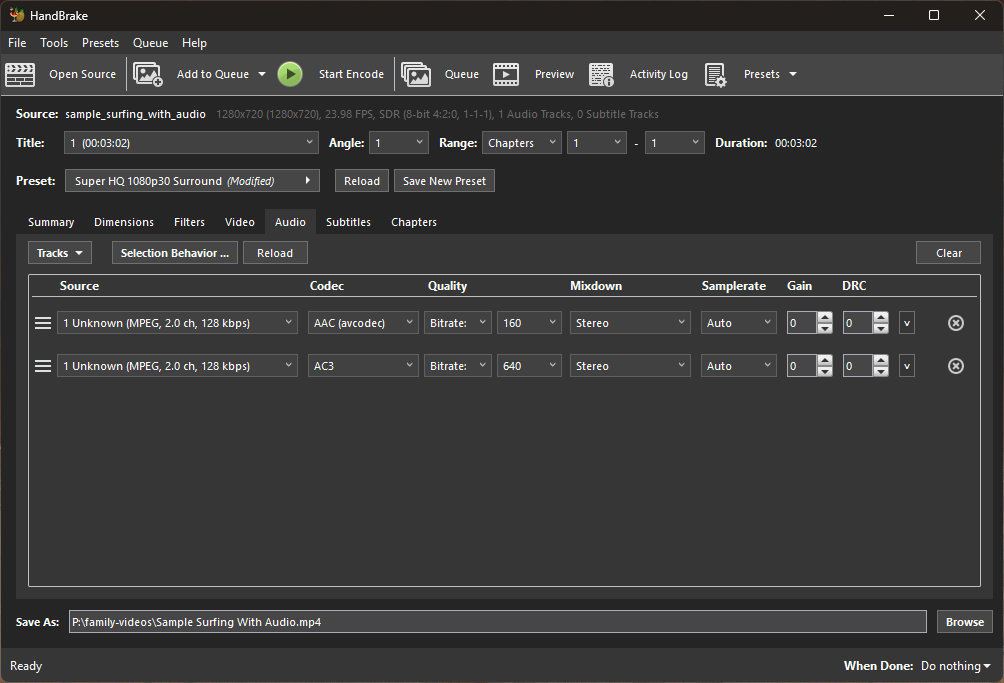 HandBrake
File Tools Presets Queue Help
Open Source Add to Queue Start Encode Queue Preview Activity Log Presets
Source: sample_surfing_with_audio 1280x720 (1280x720), 23.98 FPS, SDR (8-bit 4:2:0, 1-1-1), 1 Audio Tracks, 0 Subtitle Tracks
Title: 1 (00:03:02) Angle: 1 Range: Chapters 1 - 1 Duration: 00:03:02
Preset: Super HQ 1080p30 Surround (Modified) Reload Save New Preset
Summary Dimensions Filters Video Audio Subtitles Chapters
Tracks Selection Behavior ... Reload Clear
Source Codec Quality Mixdown Samplerate Gain DRC
1 Unknown (MPEG, 2.0 ch, 128 kbps) AAC (avcodec) Bitrate: 160 Stereo Auto 0 0 v
1 Unknown (MPEG, 2.0 ch, 128 kbps) AC3 Bitrate: 640 Stereo Auto 0 0 v
Save As: P:\family-videos\Sample Surfing With Audio.mp4 Browse
Ready When Done: Do nothing